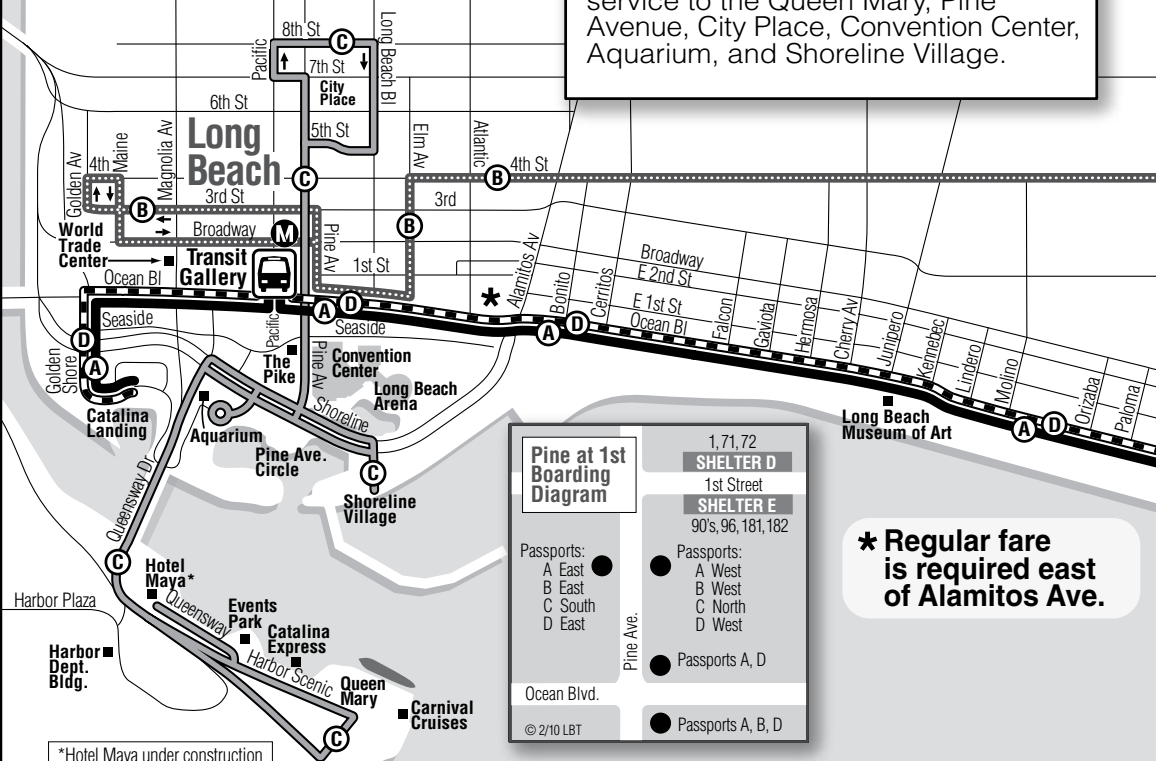 service to the Queen Mary, Pine
Avenue, City Place, Convention Center,
Aquarium, and Shoreline Village.
8th St
C
Pacific
Long Beach Bl
7th St
City
Place
6th St
5th St
Long
Beach
Golden Av
4th
Maine
Magnolia Av
Elm Av
Atlantic
B
4th St
C
3rd St
3rd
B
B
Broadway
M
Pine Av
World
Trade
Center
Transit
Gallery
1st St
Ocean Bl
Alamitos Av
Bonito
Cerritos
Broadway
E 2nd St
E 1st St
Ocean Bl
Falcon
Gaviota
Hermosa
Cherry Av
Junipero
Kennebec
Lindero
Molino
Orizaba
Paloma
*
A
D
A
D
A
D
Seaside
Seaside
D
A
Golden
Shore
Pacific
The
Pike
Pine Av
Convention
Center
Long Beach
Arena
Catalina
Landing
Aquarium
Shoreline
Pine Ave.
Circle
C
Shoreline
Village
Long Beach
Museum of Art
Queensway Dr
C
Hotel
Maya*
Queensway
Events
Park
Catalina
Express
Harbor Plaza
Harbor
Dept.
Bldg.
Harbor Scenic
Queen
Mary
Carnival
Cruises
C
*Hotel Maya under construction
Pine at 1st
Boarding
Diagram
1,71,72
SHELTER D
1st Street
SHELTER E
90's,96,181,182
Passports:
A East
B East
C South
D East
Passports:
A West
B West
C North
D West
Pine Ave.
Passports A, D
Ocean Blvd.
Passports A, B, D
© 2/10 LBT
* Regular fare
is required east
of Alamitos Ave.